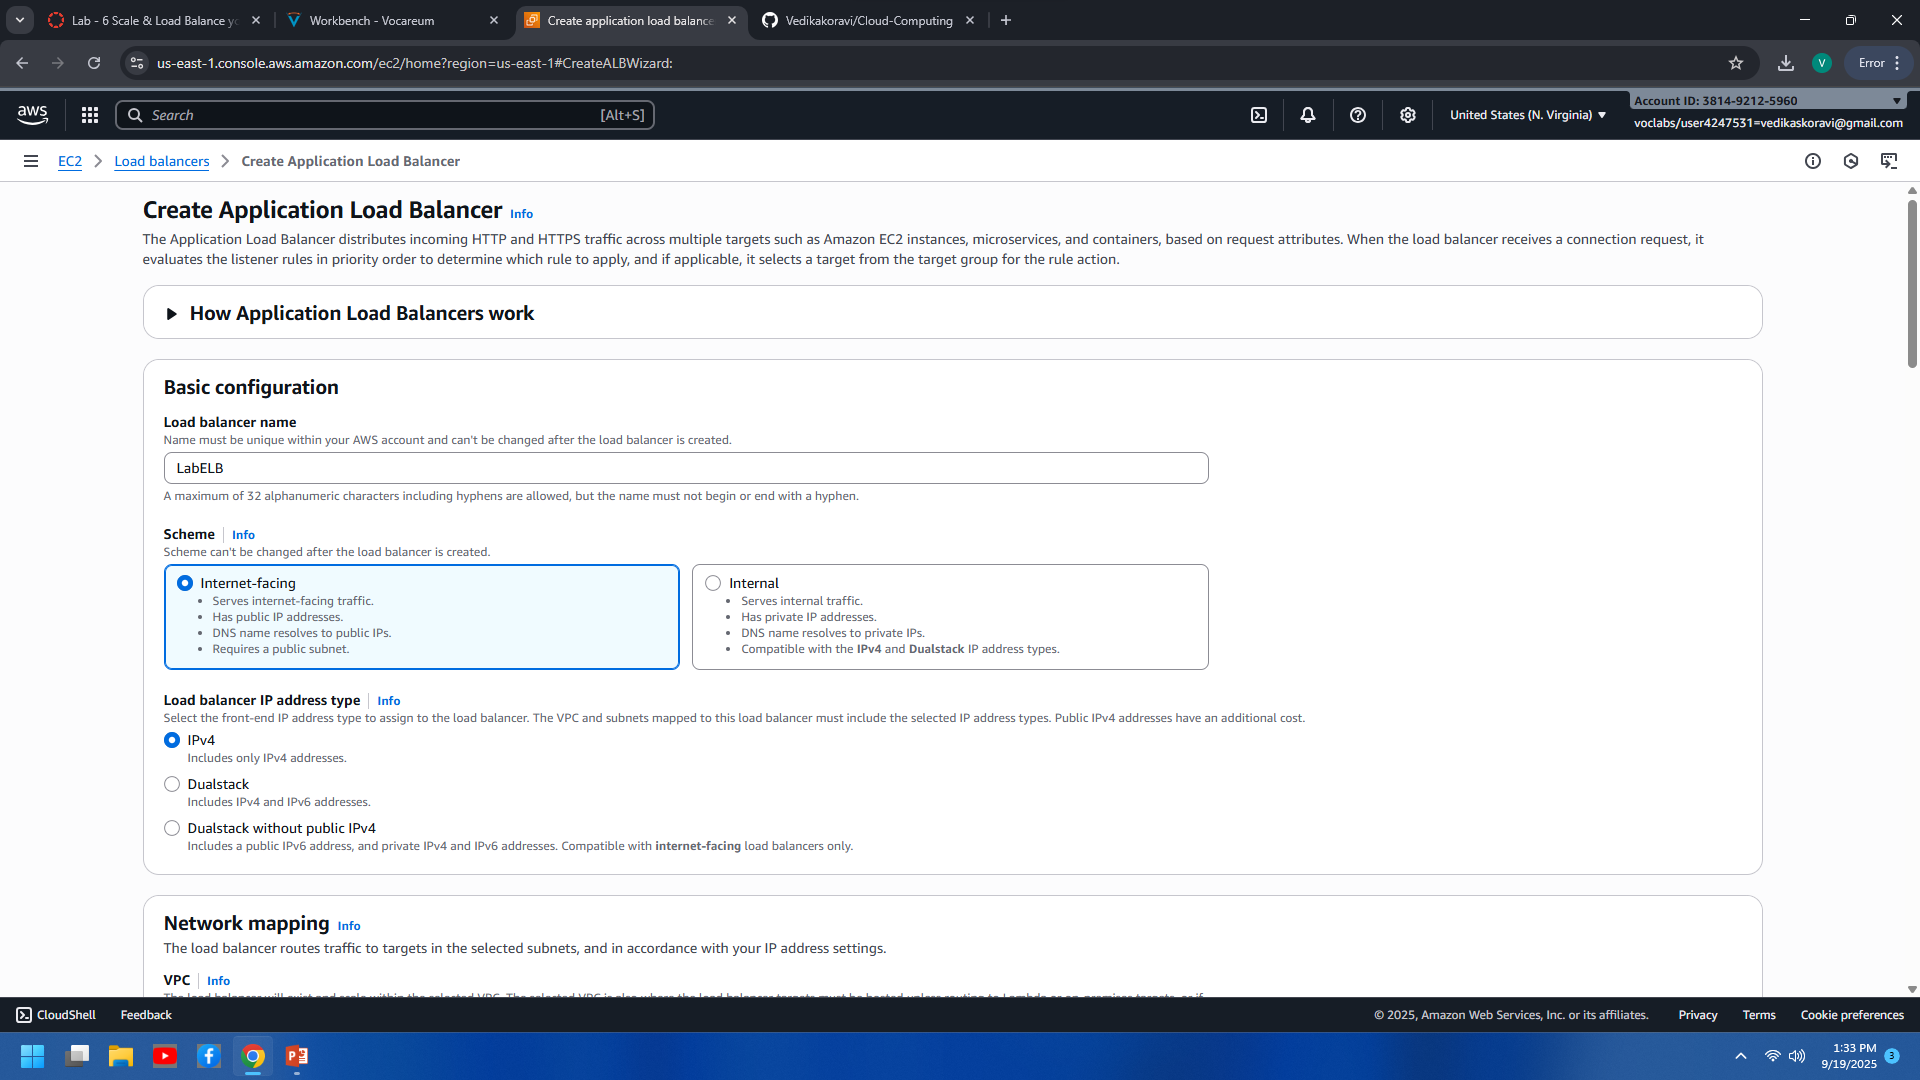 Lab - 6 Scale & Load Balance yo
Workbench - Vocareum
Create application load balance
Vedikakoravi/Cloud-Computing
us-east-1.console.aws.amazon.com/ec2/home?region=us-east-1#CreateALBWizard:
V
Error
aws
Search
[Alt+S]
United States (N. Virginia)
Account ID: 3814-9212-5960
voclabs/user4247531=vedikaskoravi@gmail.com
EC2
Load balancers
Create Application Load Balancer
Create Application Load Balancer Info
The Application Load Balancer distributes incoming HTTP and HTTPS traffic across multiple targets such as Amazon EC2 instances, microservices, and containers, based on request attributes. When the load balancer receives a connection request, it
evaluates the listener rules in priority order to determine which rule to apply, and if applicable, it selects a target from the target group for the rule action.
How Application Load Balancers work
Basic configuration
Load balancer name
Name must be unique within your AWS account and can't be changed after the load balancer is created.
LabELB
A maximum of 32 alphanumeric characters including hyphens are allowed, but the name must not begin or end with a hyphen.
Scheme Info
Scheme can't be changed after the load balancer is created.
Internet-facing
• Serves internet-facing traffic.
• Has public IP addresses.
• DNS name resolves to public IPs.
• Requires a public subnet.
Internal
• Serves internal traffic.
• Has private IP addresses.
• DNS name resolves to private IPs.
• Compatible with the IPv4 and Dualstack IP address types.
Load balancer IP address type Info
Select the front-end IP address type to assign to the load balancer. The VPC and subnets mapped to this load balancer must include the selected IP address types. Public IPv4 addresses have an additional cost.
IPv4
Includes only IPv4 addresses.
Dualstack
Includes IPv4 and IPv6 addresses.
Dualstack without public IPv4
Includes a public IPv6 address, and private IPv4 and IPv6 addresses. Compatible with internet-facing load balancers only.
Network mapping Info
The load balancer routes traffic to targets in the selected subnets, and in accordance with your IP address settings.
VPC Info
CloudShell
Feedback
© 2025, Amazon Web Services, Inc. or its affiliates.
Privacy
Terms
Cookie preferences
1:33 PM
9/19/2025
3